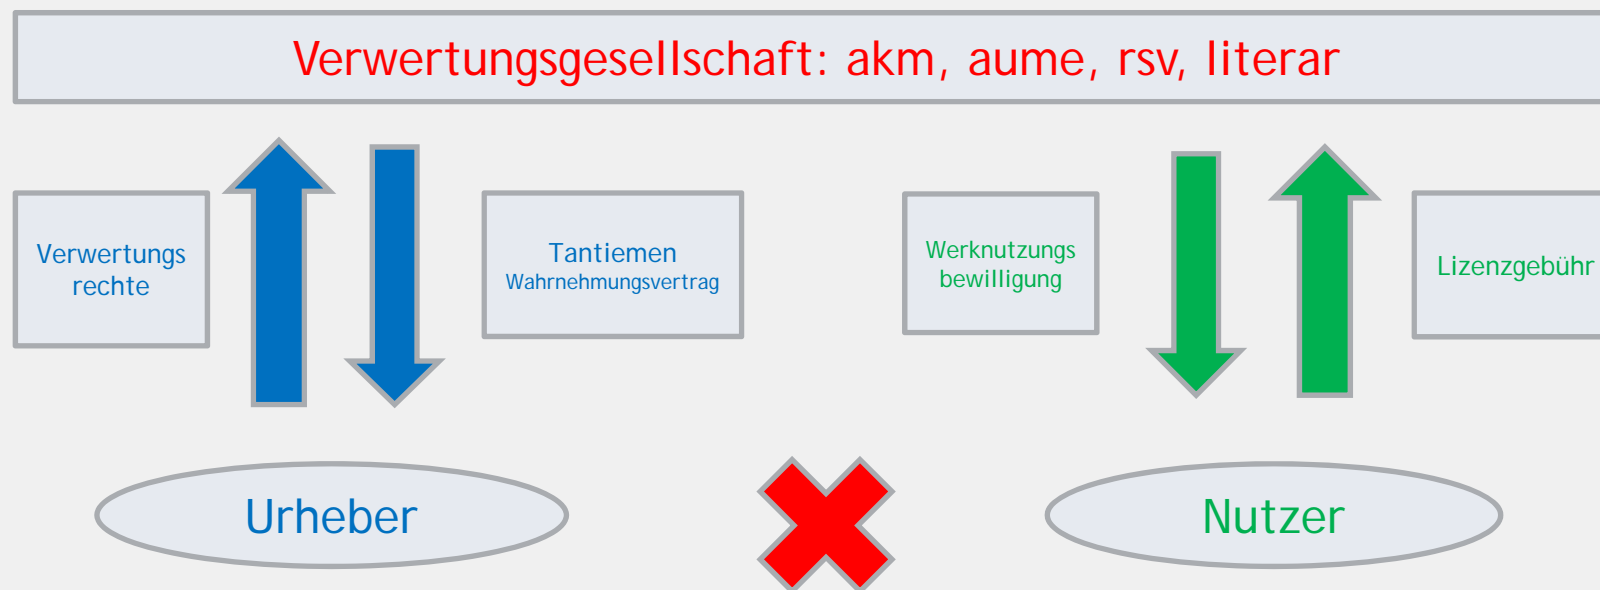 Verwertungsgesellschaft: akm, aume, rsv, literar
Verwertungs
rechte
Tantiemen
Wahrnehmungsvertrag
Werknutzungs
bewilligung
Lizenzgebühr
Urheber
Nutzer